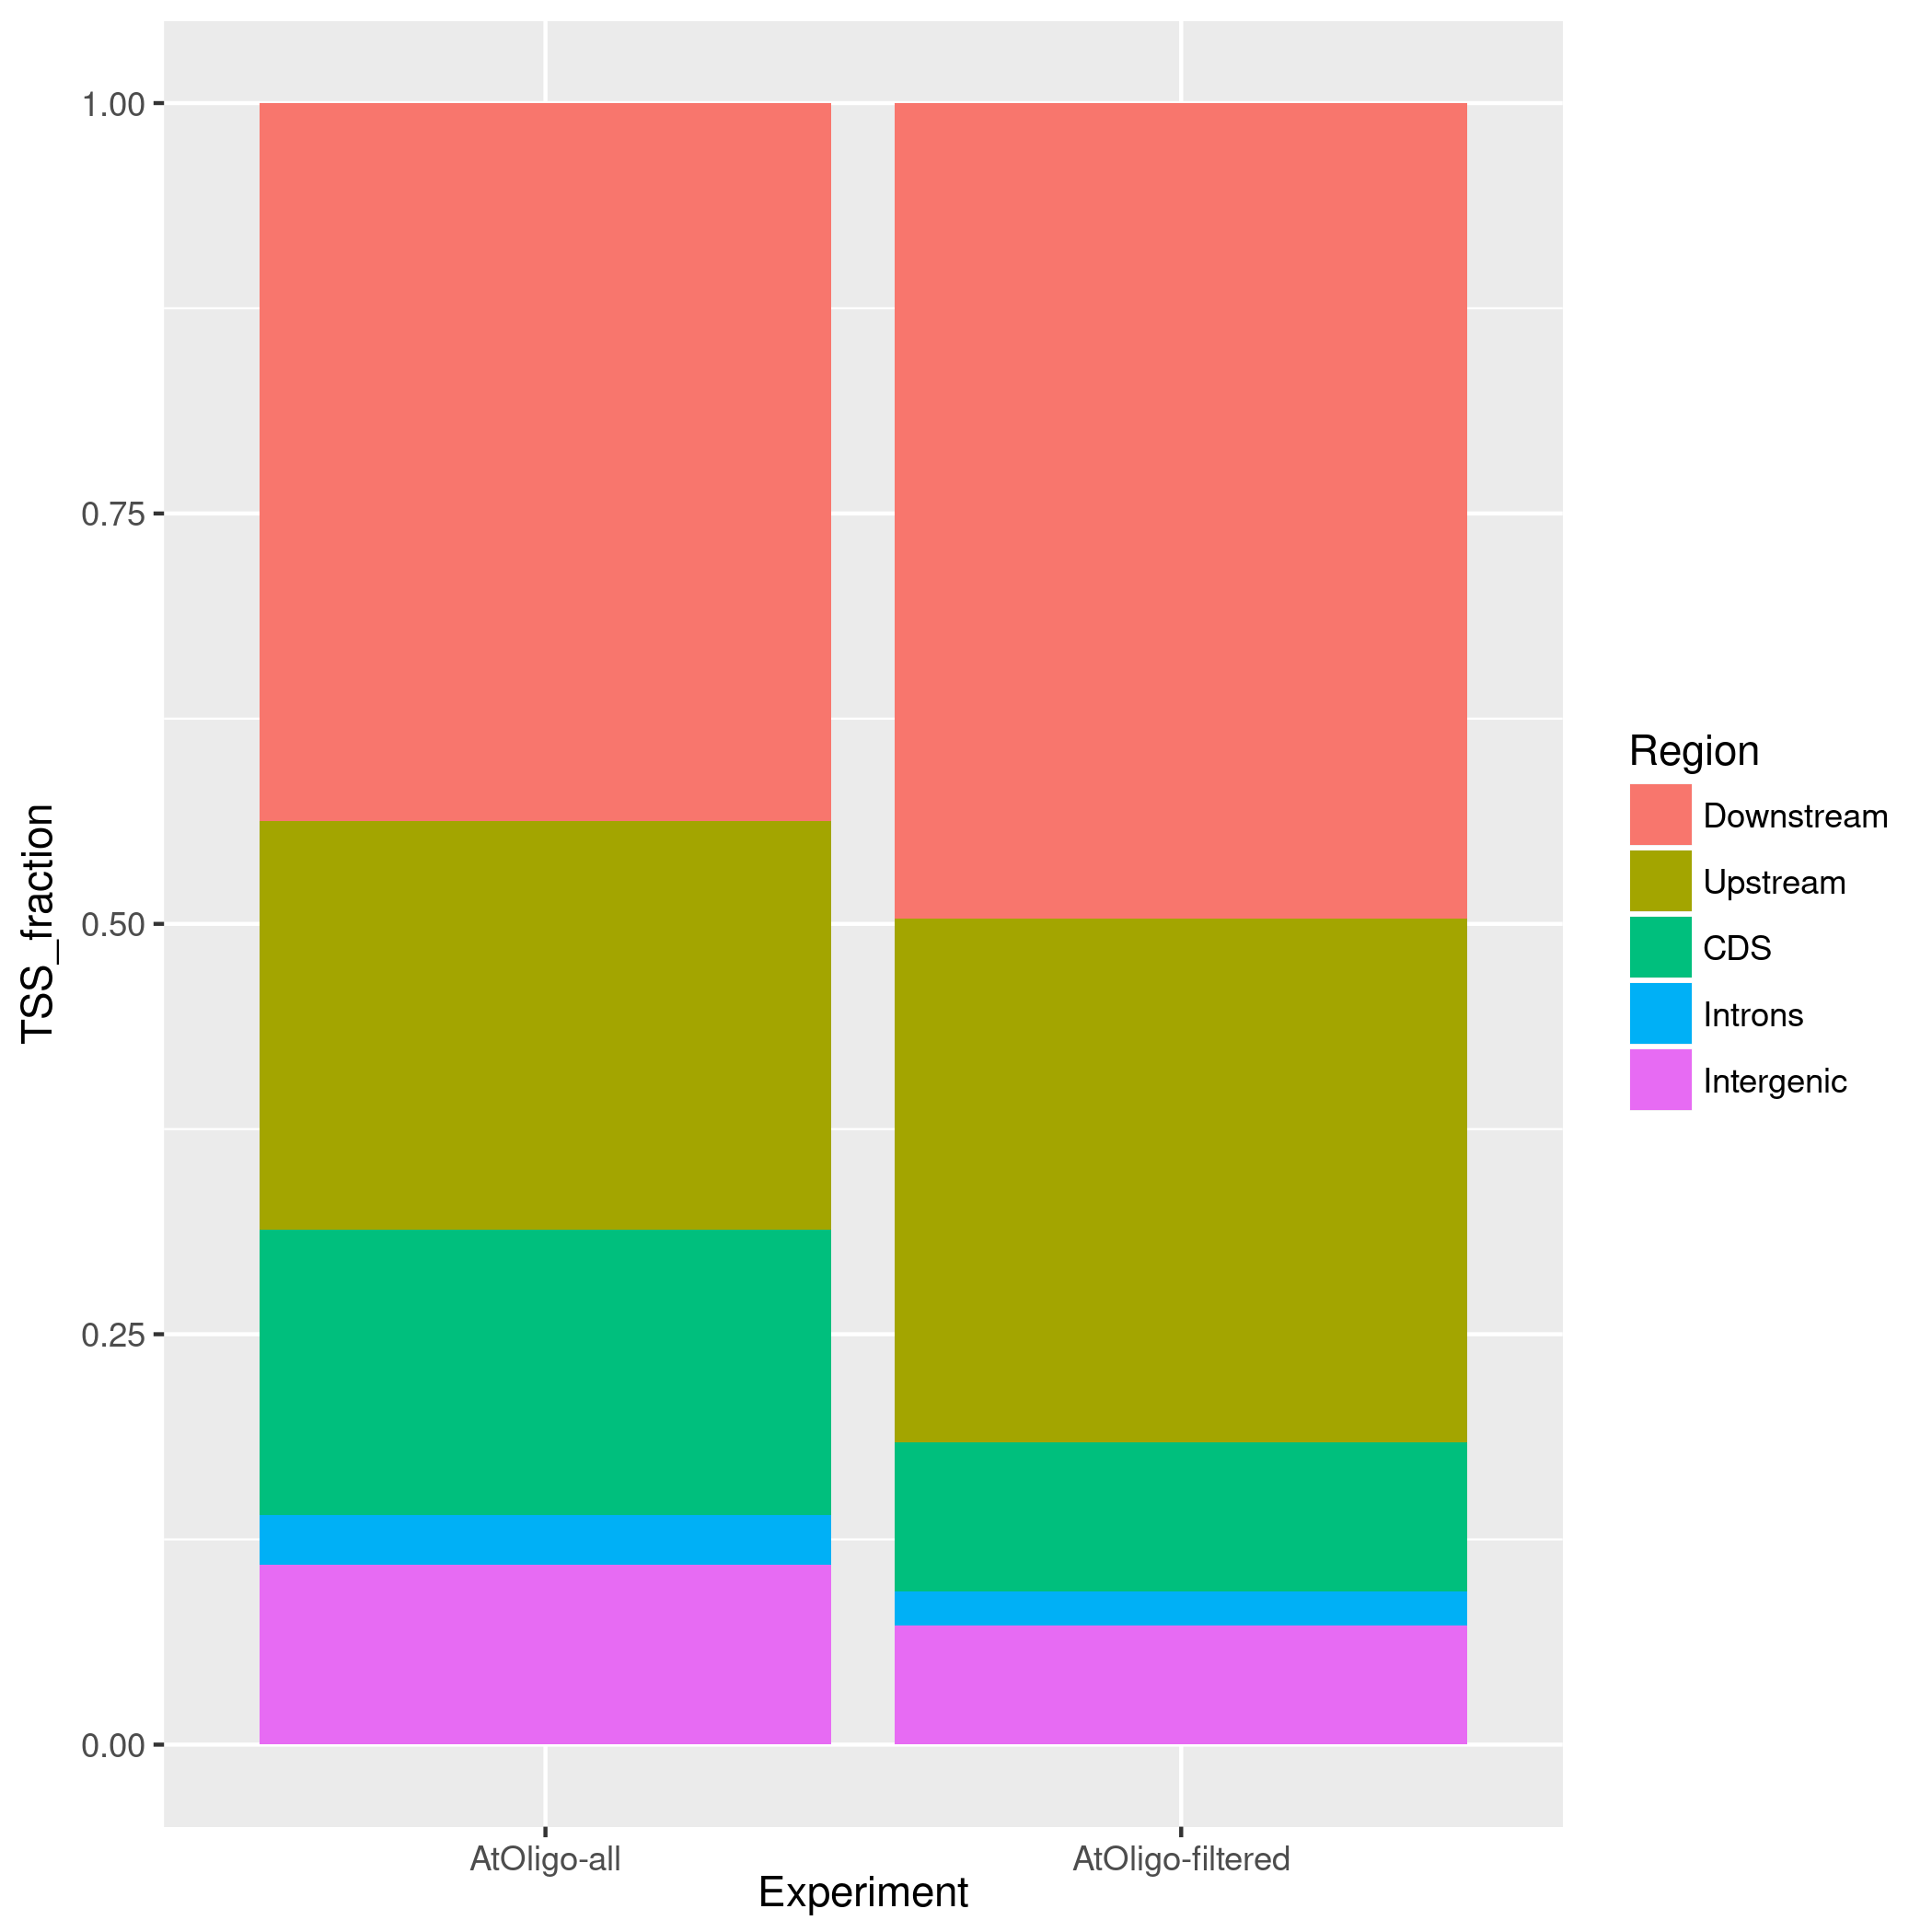 TSS_fraction
1.00
0.75
0.50
0.25
0.00
AtOligo-all
AtOligo-filtered
Experiment
Region
Downstream
Upstream
CDS
Introns
Intergenic